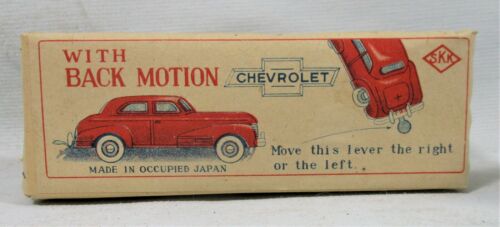 WITH
BACK MOTION
CHEVROLET
SKK
Move this lever the right
or the left.
MADE IN OCCUPIED JAPAN